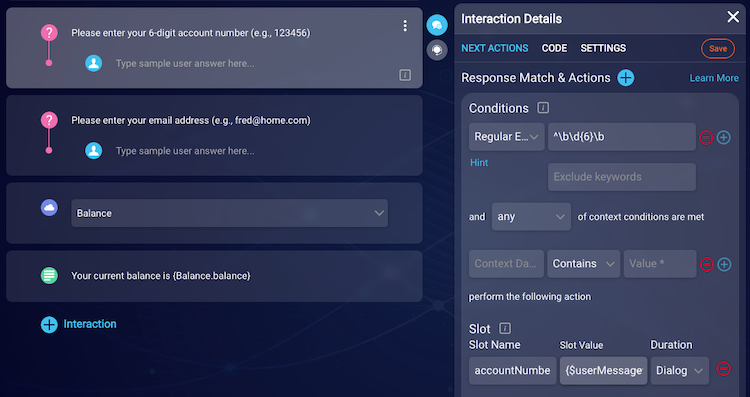 Please enter your 6-digit account number (e.g., 123456)
Type sample user answer here...
Please enter your email address (e.g., fred@home.com)
Type sample user answer here...
Balance
Your current balance is {Balance.balance}
Interaction
Interaction Details
NEXT ACTIONS CODE SETTINGS Save
Response Match & Actions Learn More
Conditions
Regular E... ^\b\d{6}\b
Hint
Exclude keywords
and any of context conditions are met
Context Da... Contains Value *
perform the following action
Slot
Slot Name Slot Value Duration
accountNumbe {$userMessage Dialog